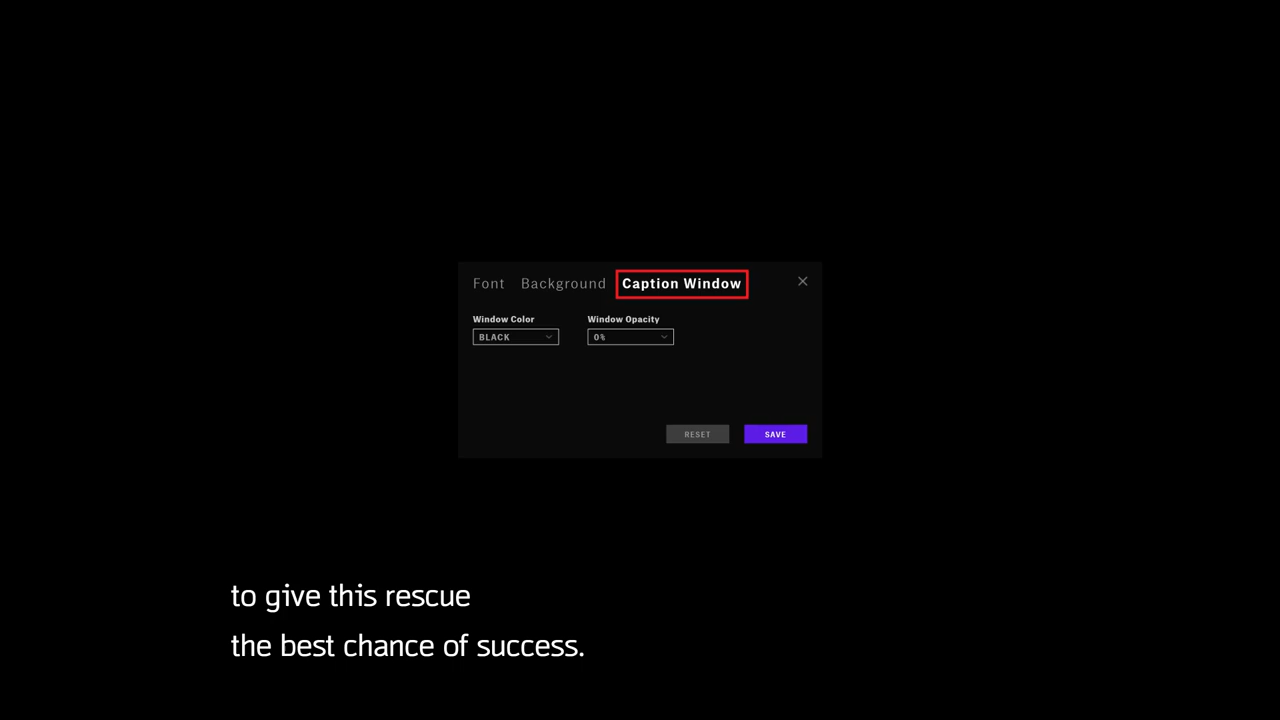 Font Background Caption Window
Window Color Window Opacity
BLACK 0%
RESET SAVE
to give this rescue
the best chance of success.